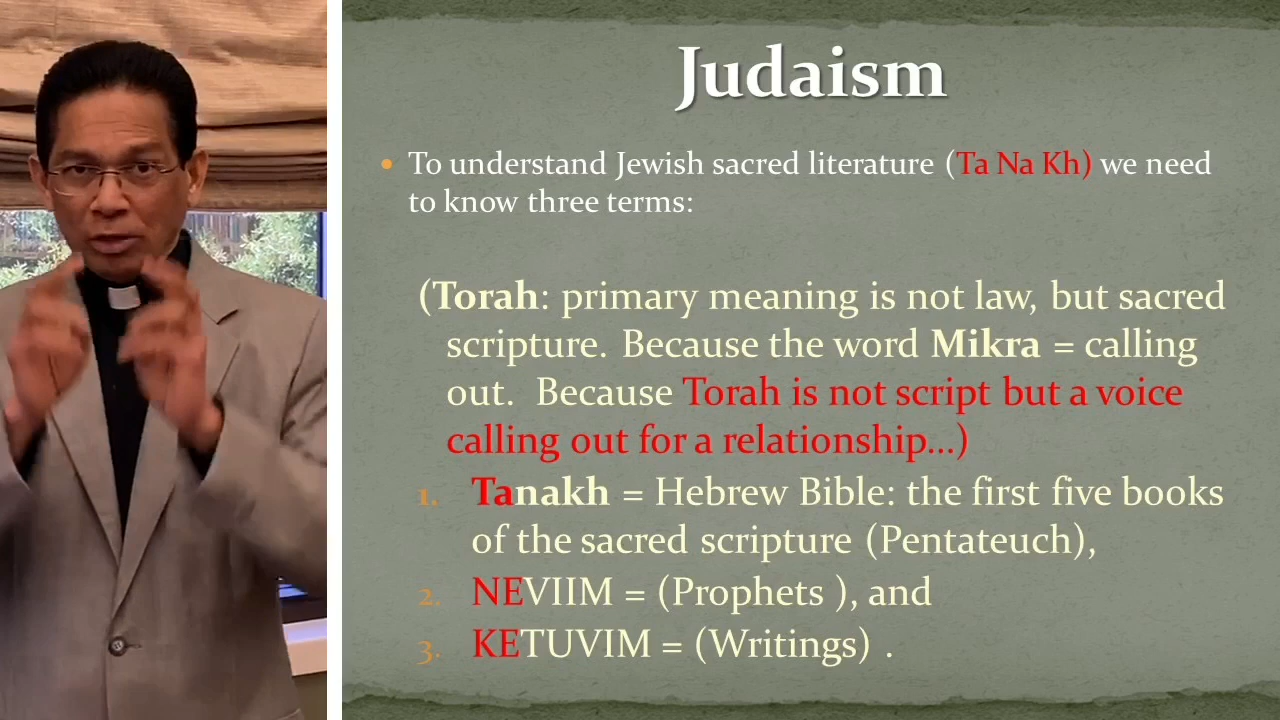 Judaism
• To understand Jewish sacred literature (Ta Na Kh) we need
to know three terms:
(Torah: primary meaning is not law, but sacred
scripture. Because the word Mikra = calling
out. Because Torah is not script but a voice
calling out for a relationship...)
1. Tanakh = Hebrew Bible: the first five books
of the sacred scripture (Pentateuch),
2. NEVIIM = (Prophets ), and
3. KETUVIM = (Writings) .